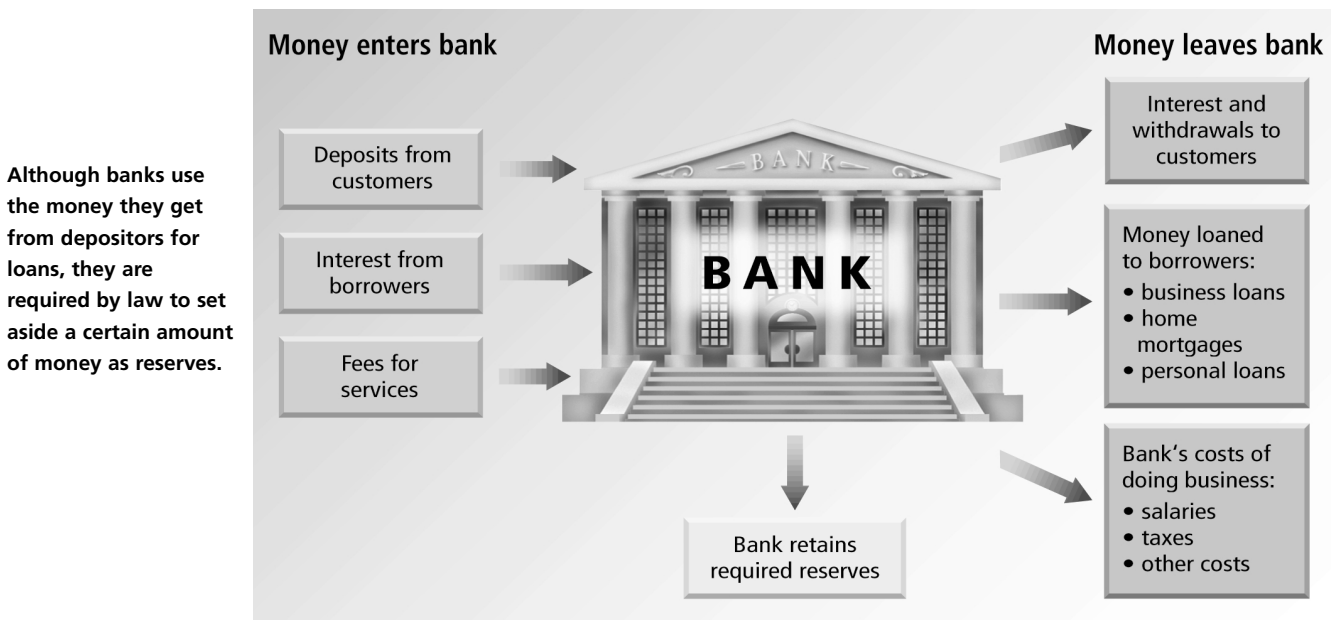 Although banks use
the money they get
from depositors for
loans, they are
required by law to set
aside a certain amount
of money as reserves.
Money enters bank
Deposits from
customers
Interest from
borrowers
Fees for
services
BANK
BANK
Bank retains
required reserves
Money leaves bank
Interest and
withdrawals to
customers
Money loaned
to borrowers:
• business loans
• home
mortgages
• personal loans
Bank’s costs of
doing business:
• salaries
• taxes
• other costs